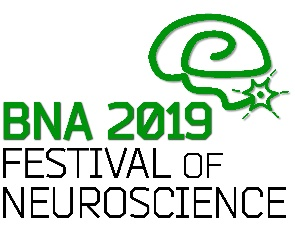 BNA 2019
FESTIVAL OF
NEUROSCIENCE